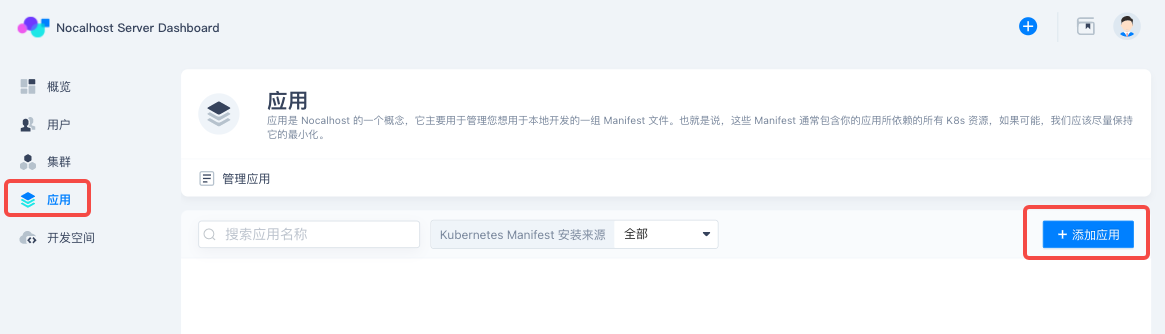 Nocalhost Server Dashboard
概览
用户
集群
应用
开发空间
应用
应用是 Nocalhost 的一个概念，它主要用于管理您想用于本地开发的一组 Manifest 文件。也就是说，这些 Manifest 通常包含你的应用所依赖的所有 K8s 资源，如果可能，我们应该尽量保持
它的最小化。
管理应用
搜索应用名称
Kubernetes Manifest 安装来源 全部
+ 添加应用